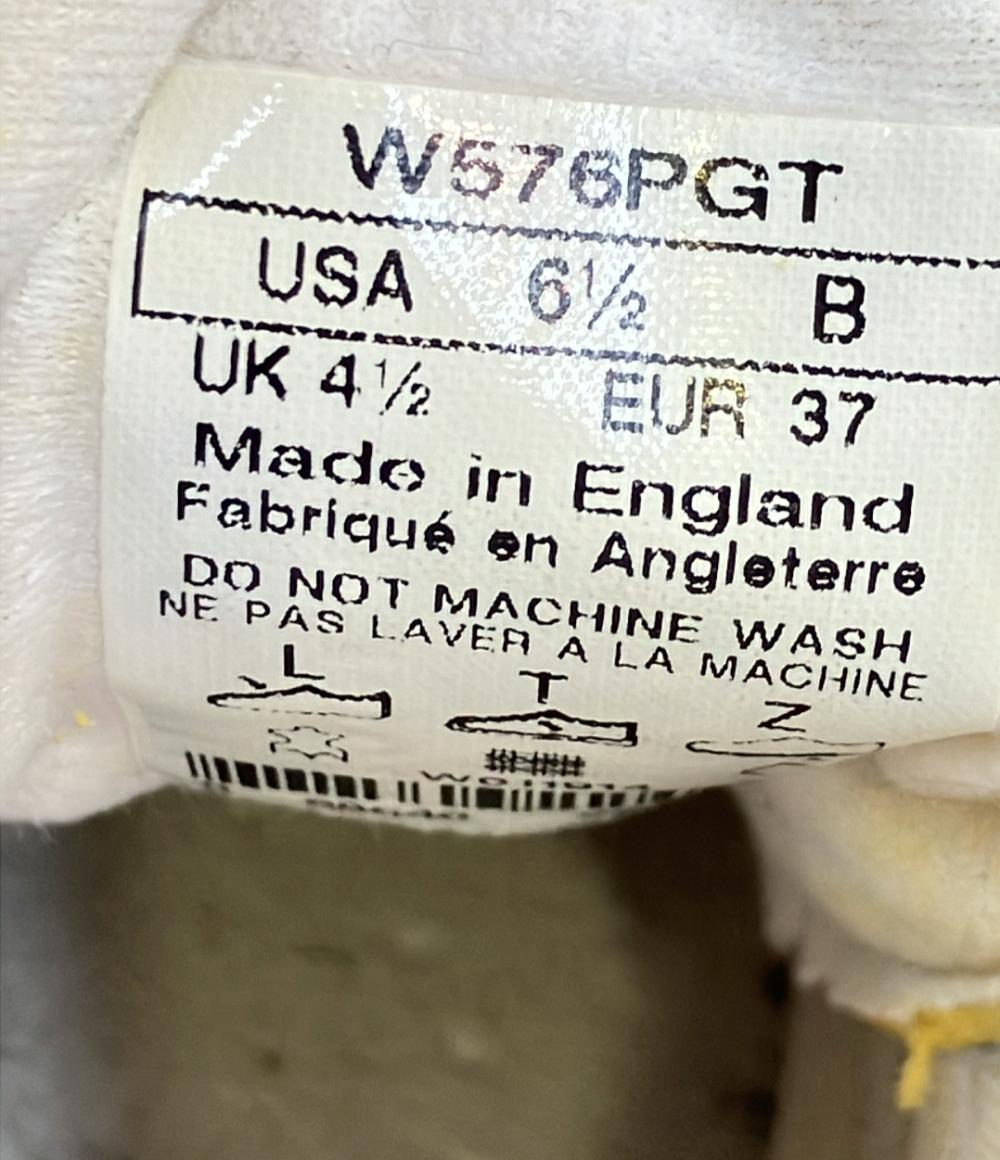 W576PGT
USA 6½ B
UK 4½ EUR 37
Made in England
Fabriqué en Angleterre
DO NOT MACHINE WASH
NE PAS LAVER A LA MACHINE
L T Z